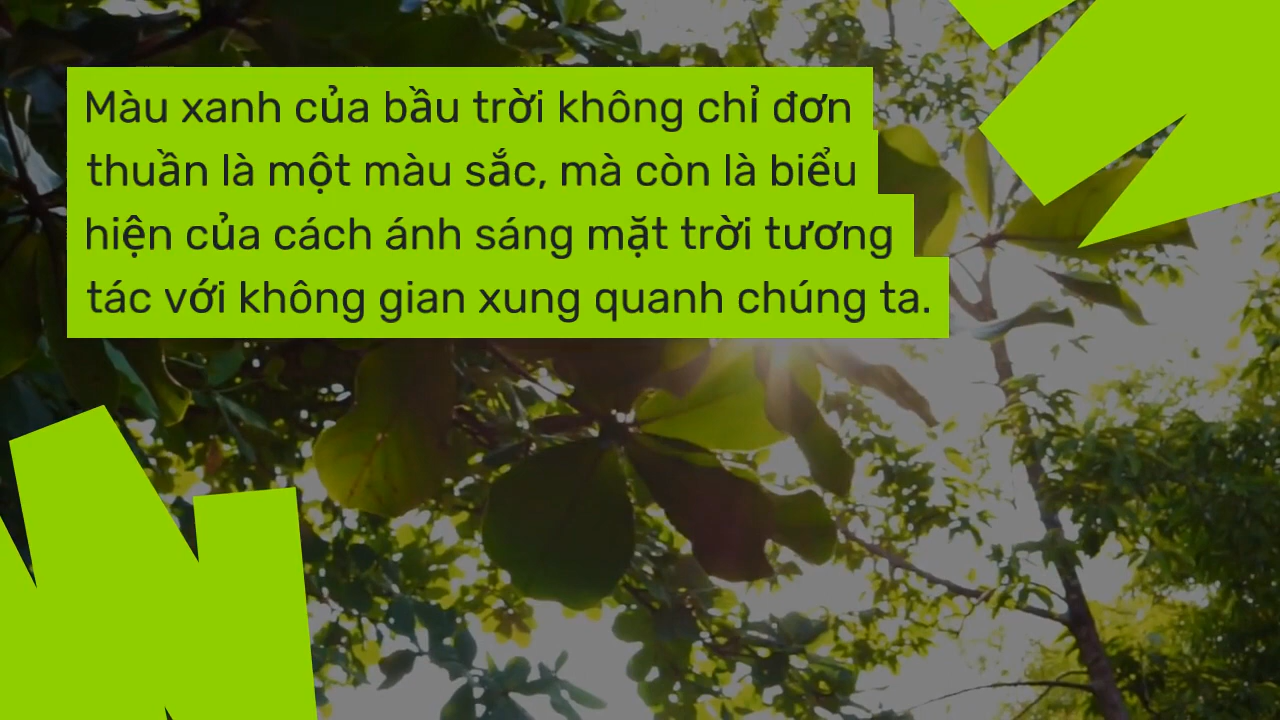 Màu xanh của bầu trời không chỉ đơn
thuần là một màu sắc, mà còn là biểu
hiện của cách ánh sáng mặt trời tương
tác với không gian xung quanh chúng ta.